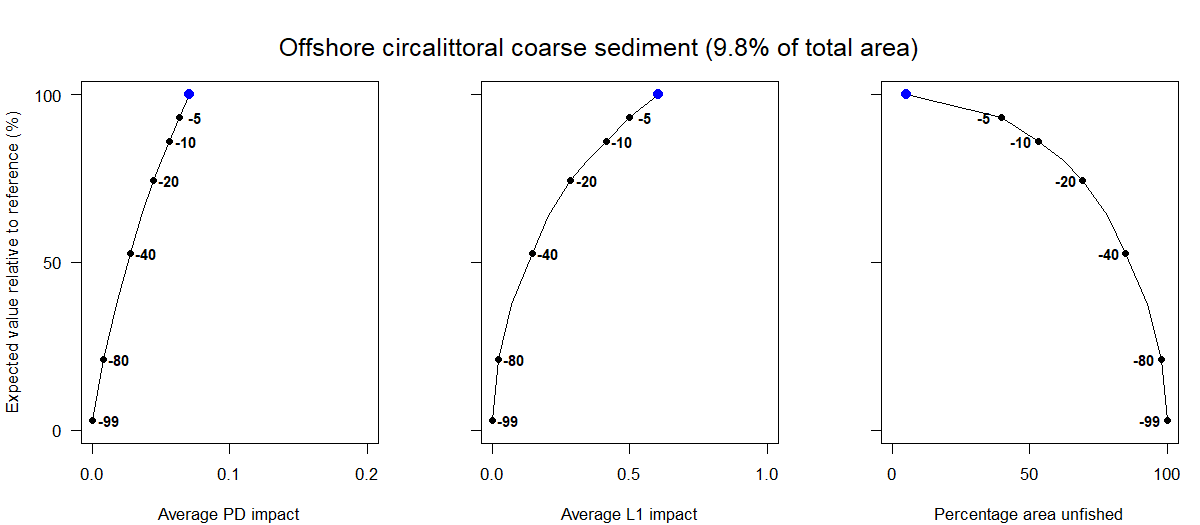 Offshore circalittoral coarse sediment (9.8% of total area)
Expected value relative to reference (%)
100
50
0
-5
-10
-20
-40
-80
-99
0.0 0.1 0.2
Average PD impact
-5
-10
-20
-40
-80
-99
0.0 0.5 1.0
Average L1 impact
-5
-10
-20
-40
-80
-99
0 50 100
Percentage area unfished